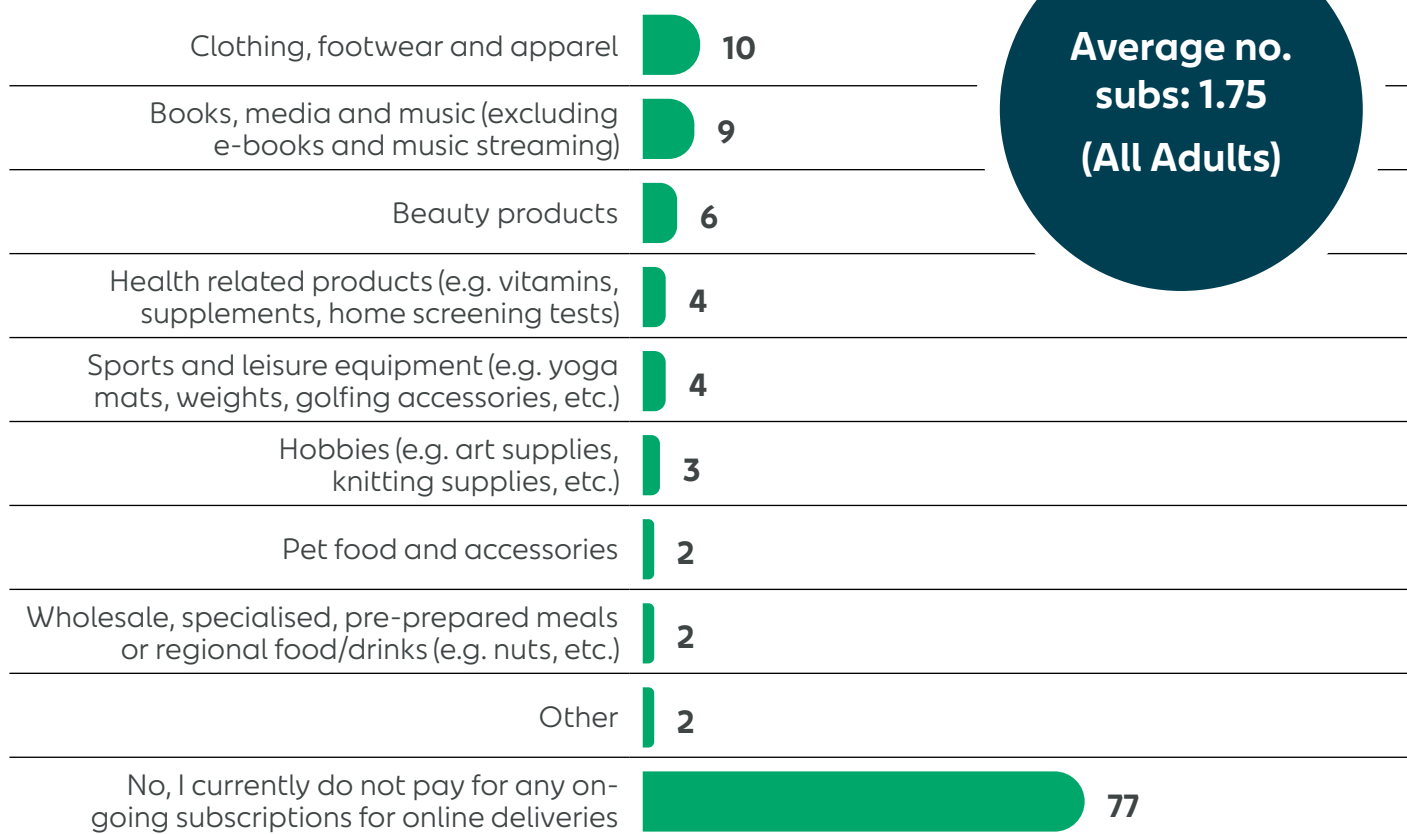 Average no.
subs: 1.75
(All Adults)
Clothing, footwear and apparel 10
Books, media and music (excluding
e-books and music streaming) 9
Beauty products 6
Health related products (e.g. vitamins,
supplements, home screening tests) 4
Sports and leisure equipment (e.g. yoga
mats, weights, golfing accessories, etc.) 4
Hobbies (e.g. art supplies,
knitting supplies, etc.) 3
Pet food and accessories 2
Wholesale, specialised, pre-prepared meals
or regional food/drinks (e.g. nuts, etc.) 2
Other 2
No, I currently do not pay for any on-
going subscriptions for online deliveries 77